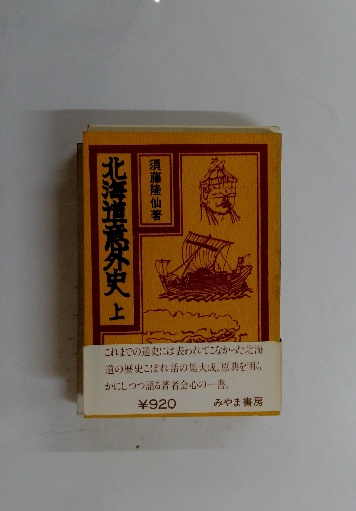 北海道意外史 上
須藤隆仙著
これまでの道史には表われてこなかった北海
道の歴史こぼれ話の集大成。原典を明ら
かにしつつ語る著者会心の一書。
¥920 みやま書房